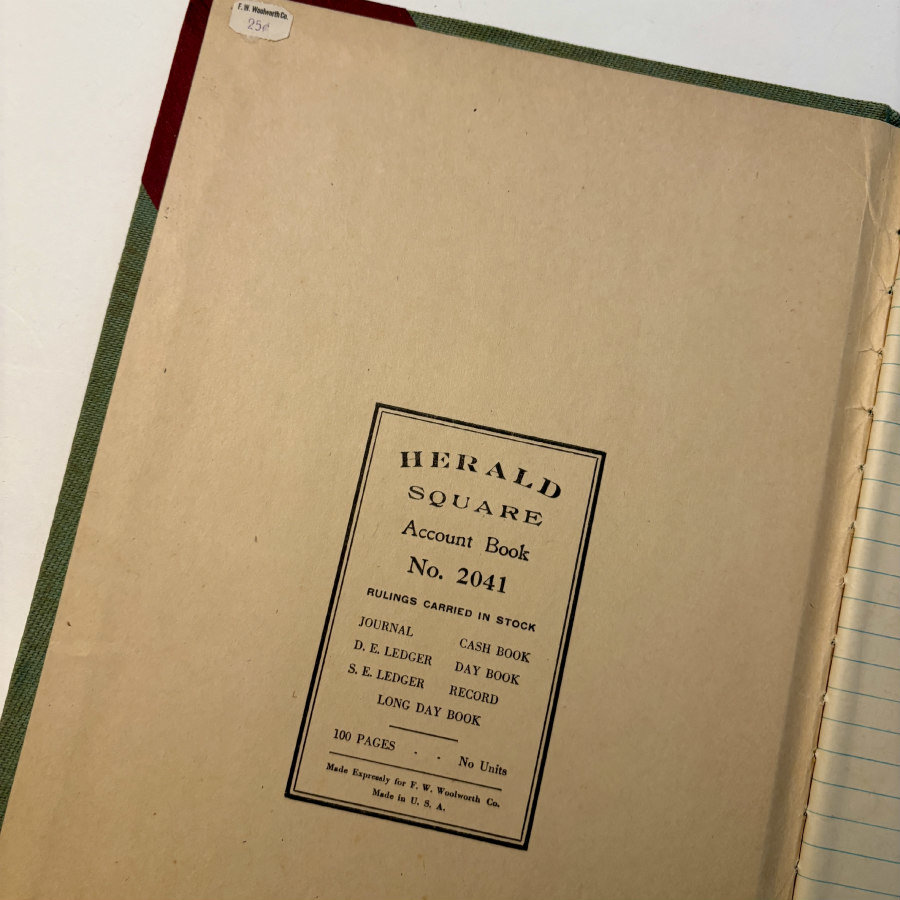 F. W. Woolworth Co.
25¢
HERALD
SQUARE
Account Book
No. 2041
RULINGS CARRIED IN STOCK
JOURNAL CASH BOOK
D. E. LEDGER DAY BOOK
S. E. LEDGER RECORD
LONG DAY BOOK
100 PAGES - - No Units
Made Expressly for F. W. Woolworth Co.
Made in U. S. A.